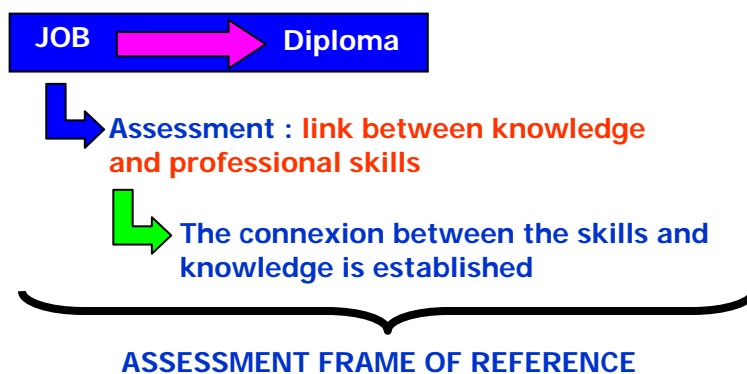 JOB Diploma
Assessment : link between knowledge
and professional skills
The connexion between the skills and
knowledge is established
ASSESSMENT FRAME OF REFERENCE